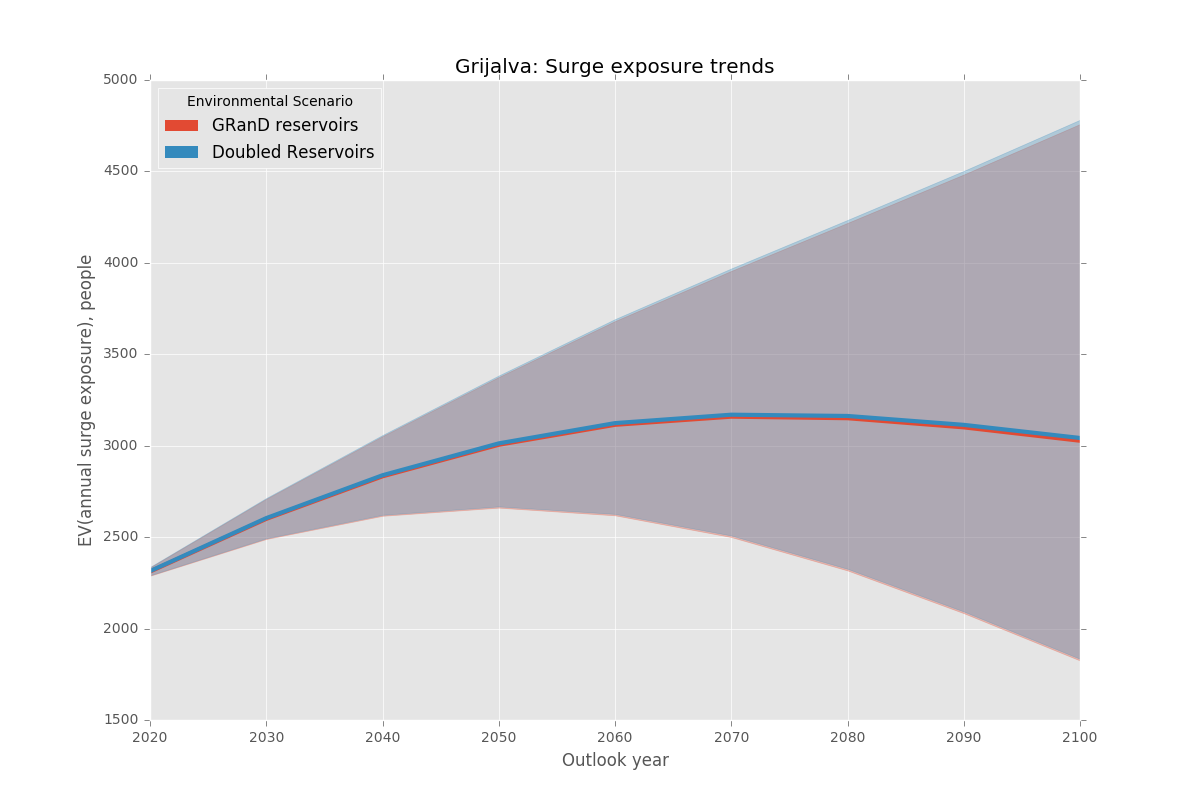 Grijalva: Surge exposure trends
Environmental Scenario
GRanD reservoirs
Doubled Reservoirs
EV(annual surge exposure), people
5000
4500
4000
3500
3000
2500
2000
1500
2020 2030 2040 2050 2060 2070 2080 2090 2100
Outlook year